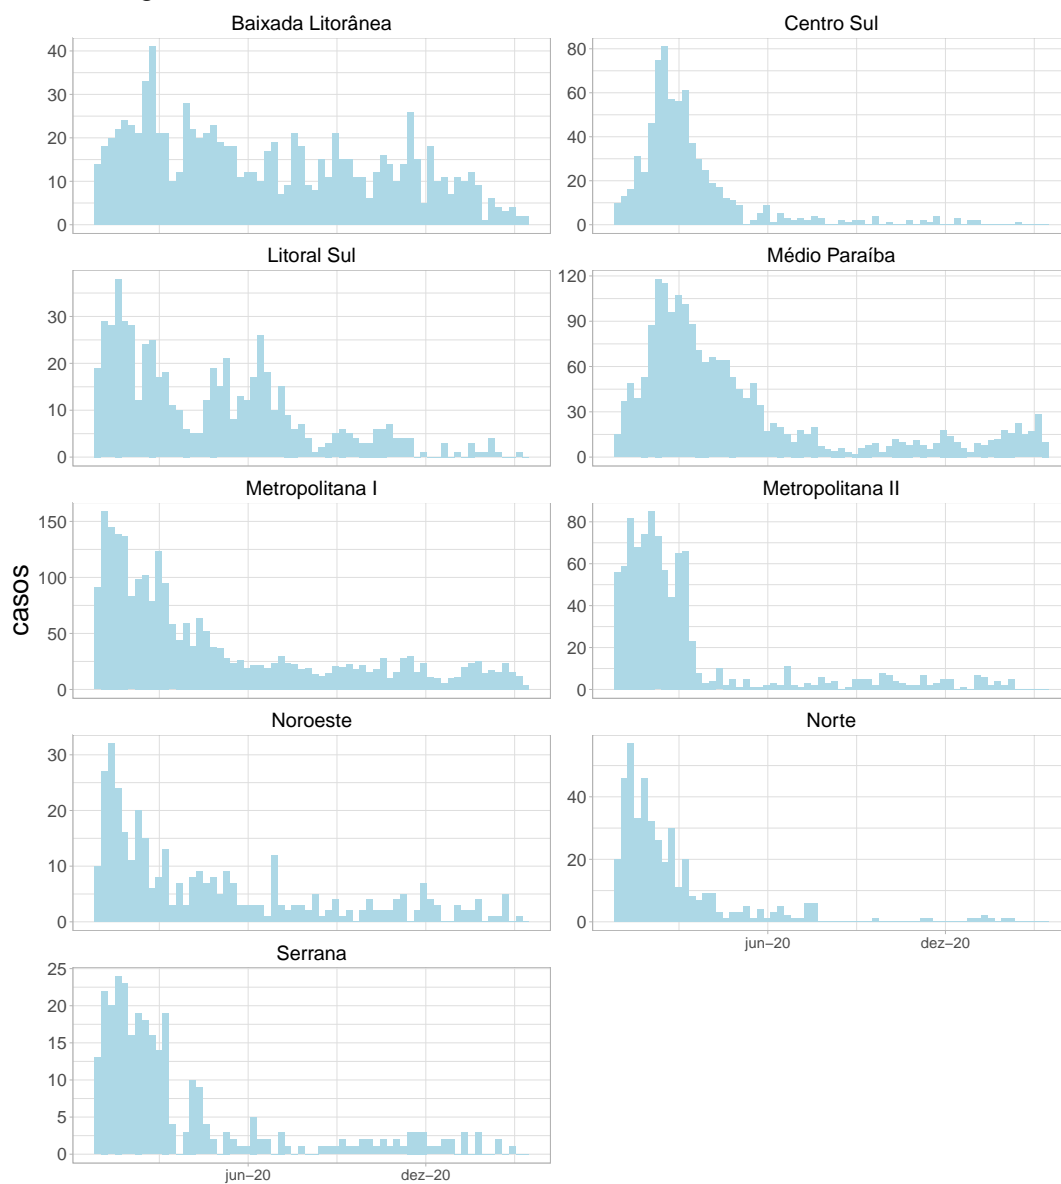 Baixada Litorânea
Centro Sul
40
30
20
10
0
80
60
40
20
0
Litoral Sul
Médio Paraíba
30
20
10
0
120
90
60
30
0
Metropolitana I
Metropolitana II
150
100
50
0
80
60
40
20
0
casos
Noroeste
Norte
30
20
10
0
40
20
0
jun–20
dez–20
Serrana
25
20
15
10
5
0
jun–20
dez–20